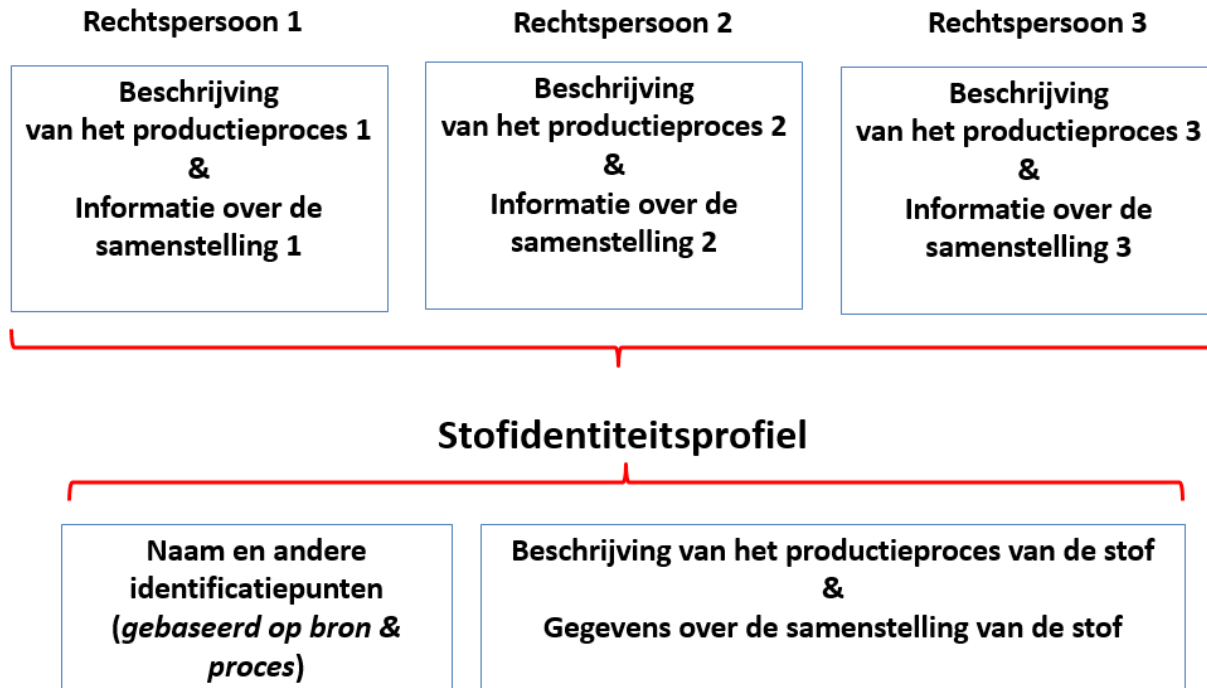 Rechtspersoon 1
Rechtspersoon 2
Rechtspersoon 3
Beschrijving
van het productieproces 1
&
Informatie over de
samenstelling 1
Beschrijving
van het productieproces 2
&
Informatie over de
samenstelling 2
Beschrijving
van het productieproces 3
&
Informatie over de
samenstelling 3
Stofidentiteitsprofiel
Naam en andere
identificatiepunten
(gebaseerd op bron &
proces)
Beschrijving van het productieproces van de stof
&
Gegevens over de samenstelling van de stof